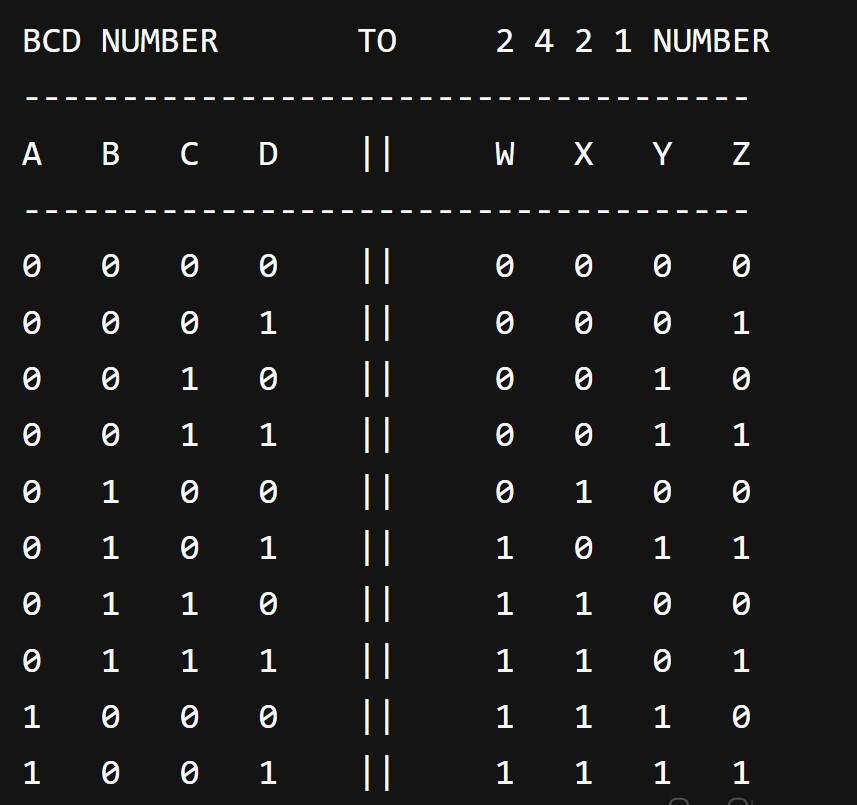 BCD NUMBER TO 2 4 2 1 NUMBER
-------------------------------------
A B C D || W X Y Z
-------------------------------------
0 0 0 0 || 0 0 0 0
0 0 0 1 || 0 0 0 1
0 0 1 0 || 0 0 1 0
0 0 1 1 || 0 0 1 1
0 1 0 0 || 0 1 0 0
0 1 0 1 || 1 0 1 1
0 1 1 0 || 1 1 0 0
0 1 1 1 || 1 1 0 1
1 0 0 0 || 1 1 1 0
1 0 0 1 || 1 1 1 1